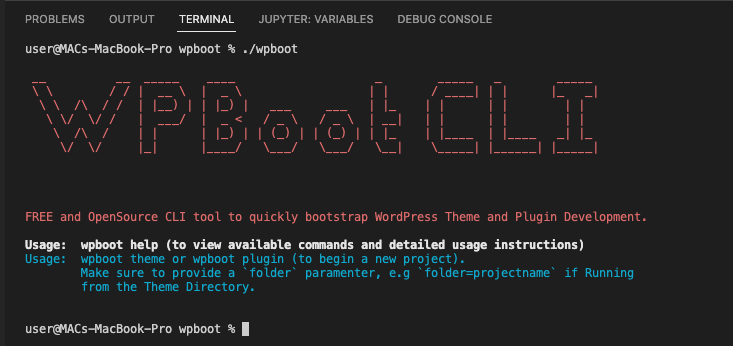 PROBLEMS OUTPUT TERMINAL JUPYTER: VARIABLES DEBUG CONSOLE
user@MACs-MacBook-Pro wpboot % ./wpboot
WPBoot CLI
FREE and OpenSource CLI tool to quickly bootstrap WordPress Theme and Plugin Development.
Usage: wpboot help (to view available commands and detailed usage instructions)
Usage: wpboot theme or wpboot plugin (to begin a new project).
Make sure to provide a `folder` paramenter, e.g `folder=projectname` if Running
from the Theme Directory.
user@MACs-MacBook-Pro wpboot %